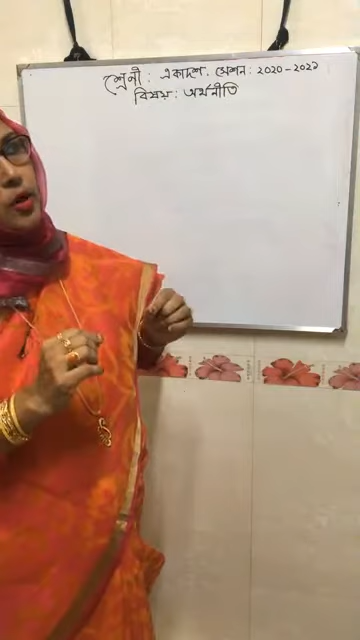 শ্রেনী : একাদশ. সেশন : ২০২০-২০২১
বিষয় : অর্থনীতি